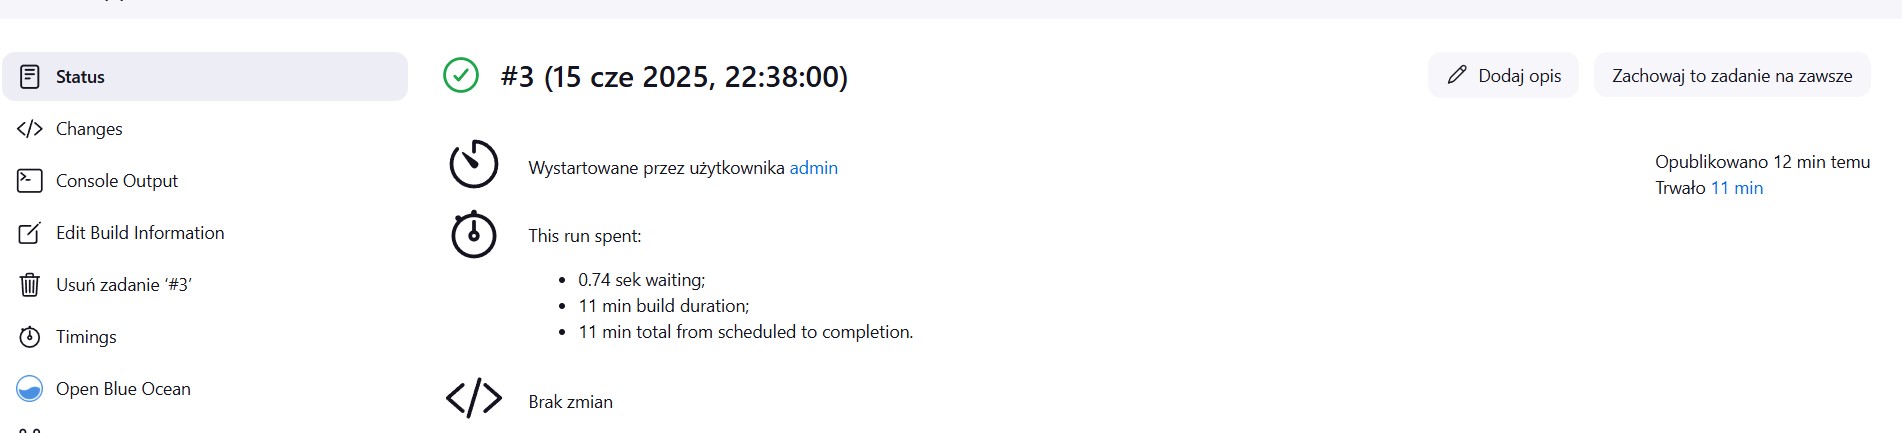 Status
Changes
Console Output
Edit Build Information
Usuń zadanie ‘#3’
Timings
Open Blue Ocean
#3 (15 cze 2025, 22:38:00)
Dodaj opis
Zachowaj to zadanie na zawsze
Wystartowane przez użytkownika admin
Opublikowano 12 min temu
Trwało 11 min
This run spent:
0.74 sek waiting;
11 min build duration;
11 min total from scheduled to completion.
Brak zmian